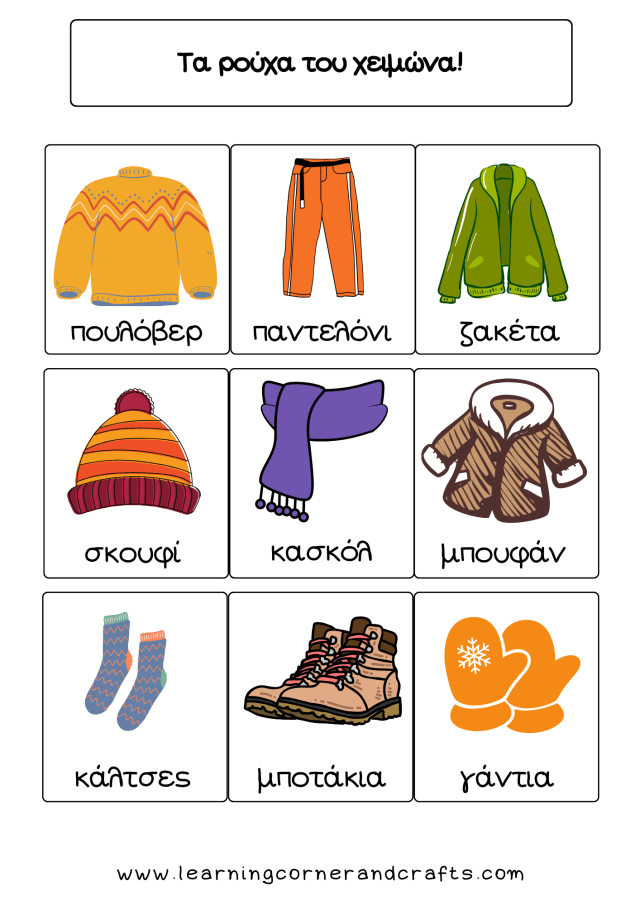 Τα ρούχα του χειμώνα!
πουλόβερ
παντελόνι
ζακέτα
σκουφί
κασκόλ
μπουφάν
κάλτσες
μποτάκια
γάντια
www.learningcornerandcrafts.com